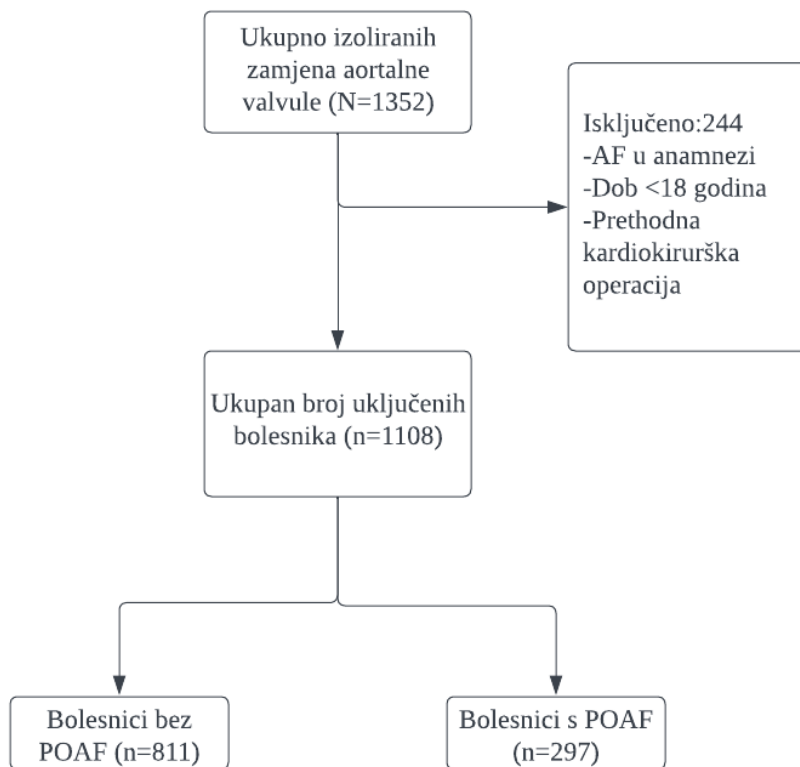 Ukupno izoliranih
zamjena aortalne
valvule (N=1352)
Isključeno:244
-AF u anamnezi
-Dob <18 godina
-Prethodna
kardiokirurška
operacija
Ukupan broj uključenih
bolesnika (n=1108)
Bolesnici bez
POAF (n=811)
Bolesnici s POAF
(n=297)